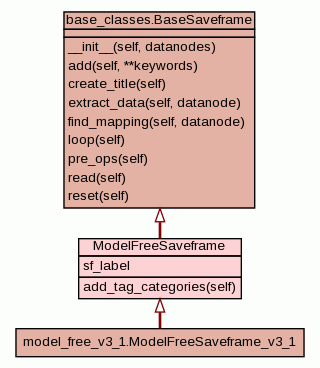 base_classes.BaseSaveframe
__init__(self, datanodes)
add(self, **keywords)
create_title(self)
extract_data(self, datanode)
find_mapping(self, datanode)
loop(self)
pre_ops(self)
read(self)
reset(self)
ModelFreeSaveframe
sf_label
add_tag_categories(self)
model_free_v3_1.ModelFreeSaveframe_v3_1